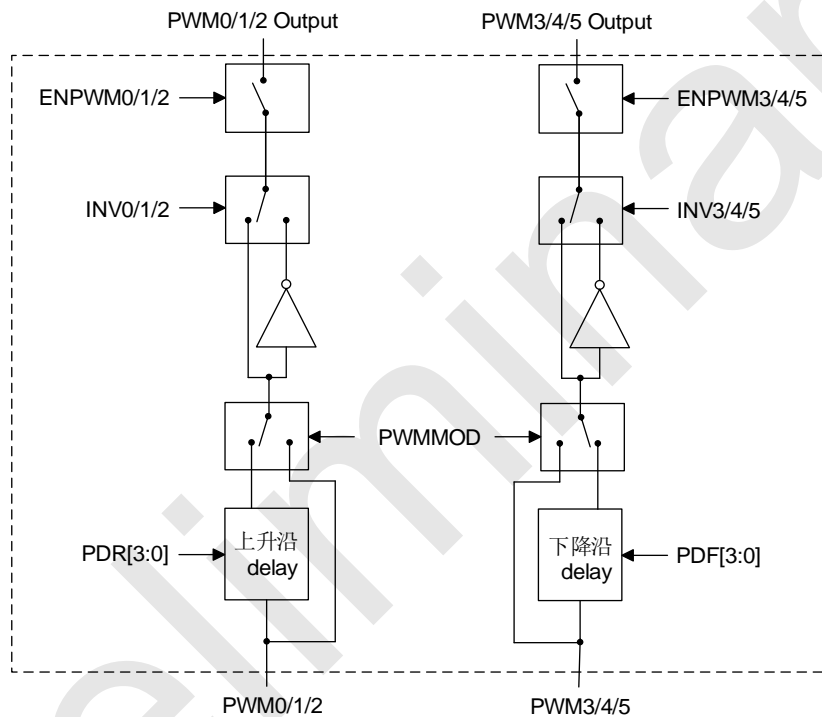 PWM0/1/2 Output
PWM3/4/5 Output
ENPWM0/1/2
ENPWM3/4/5
INV0/1/2
INV3/4/5
PWMMOD
PDR[3:0]
上升沿
delay
下降沿
delay
PDF[3:0]
PWM0/1/2
PWM3/4/5